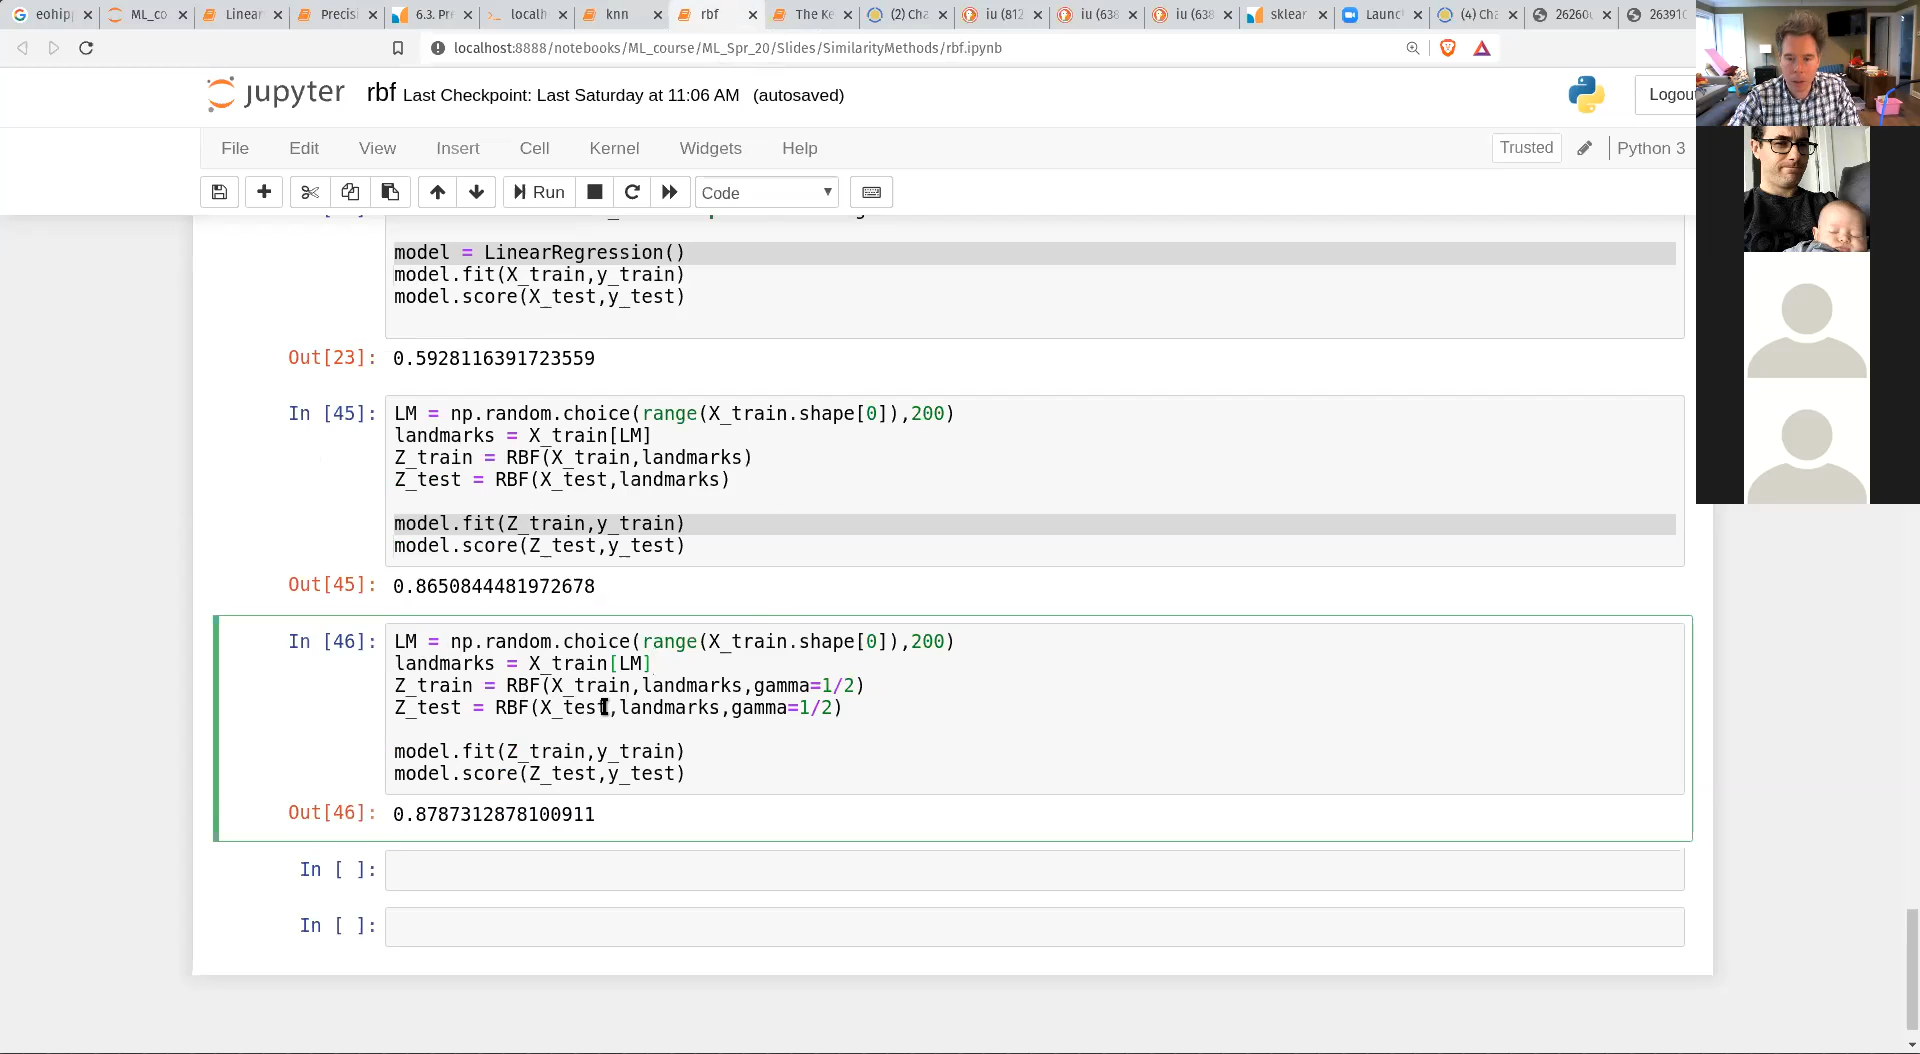 eohip
ML_co
Linear
Precisi
6.3. Pr
localh
knn
rbf
The Ke
(2) Cha
iu (812
iu (638
iu (638
sklear
Launc
(4) Cha
26260
263910
localhost:8888/notebooks/ML_course/ML_Spr_20/Slides/SimilarityMethods/rbf.ipynb
jupyter rbf Last Checkpoint: Last Saturday at 11:06 AM (autosaved)
Logou
File Edit View Insert Cell Kernel Widgets Help
Trusted
Python 3
Run
Code
model = LinearRegression()
model.fit(X_train,y_train)
model.score(X_test,y_test)
Out[23]: 0.5928116391723559
In [45]: LM = np.random.choice(range(X_train.shape[0]),200)
landmarks = X_train[LM]
Z_train = RBF(X_train,landmarks)
Z_test = RBF(X_test,landmarks)
model.fit(Z_train,y_train)
model.score(Z_test,y_test)
Out[45]: 0.8650844481972678
In [46]: LM = np.random.choice(range(X_train.shape[0]),200)
landmarks = X_train[LM]
Z_train = RBF(X_train,landmarks,gamma=1/2)
Z_test = RBF(X_test,landmarks,gamma=1/2)
model.fit(Z_train,y_train)
model.score(Z_test,y_test)
Out[46]: 0.8787312878100911
In [ ]:
In [ ]: